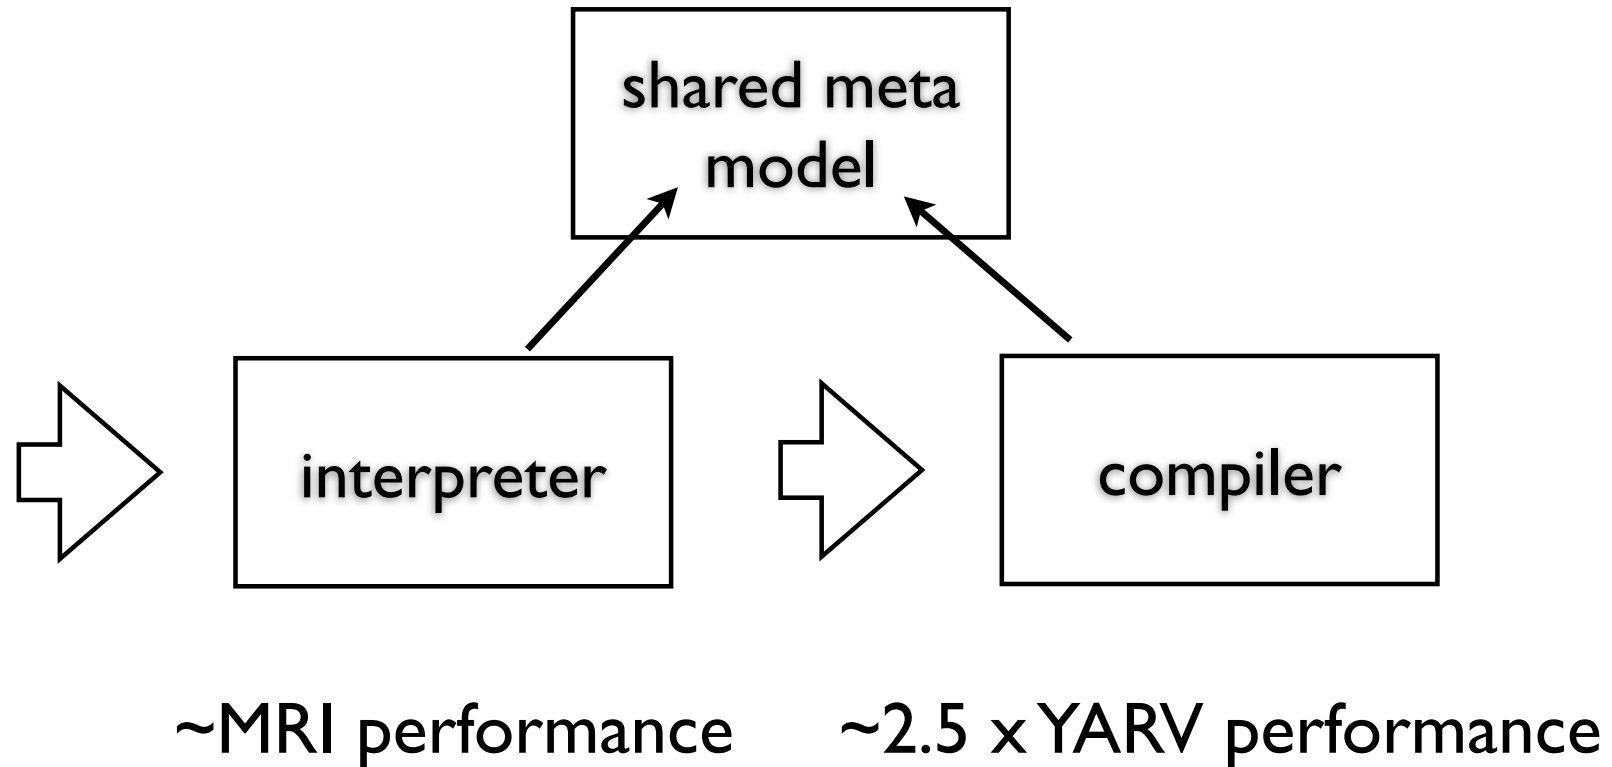 shared meta
model
interpreter
compiler
~MRI performance
~2.5 x YARV performance